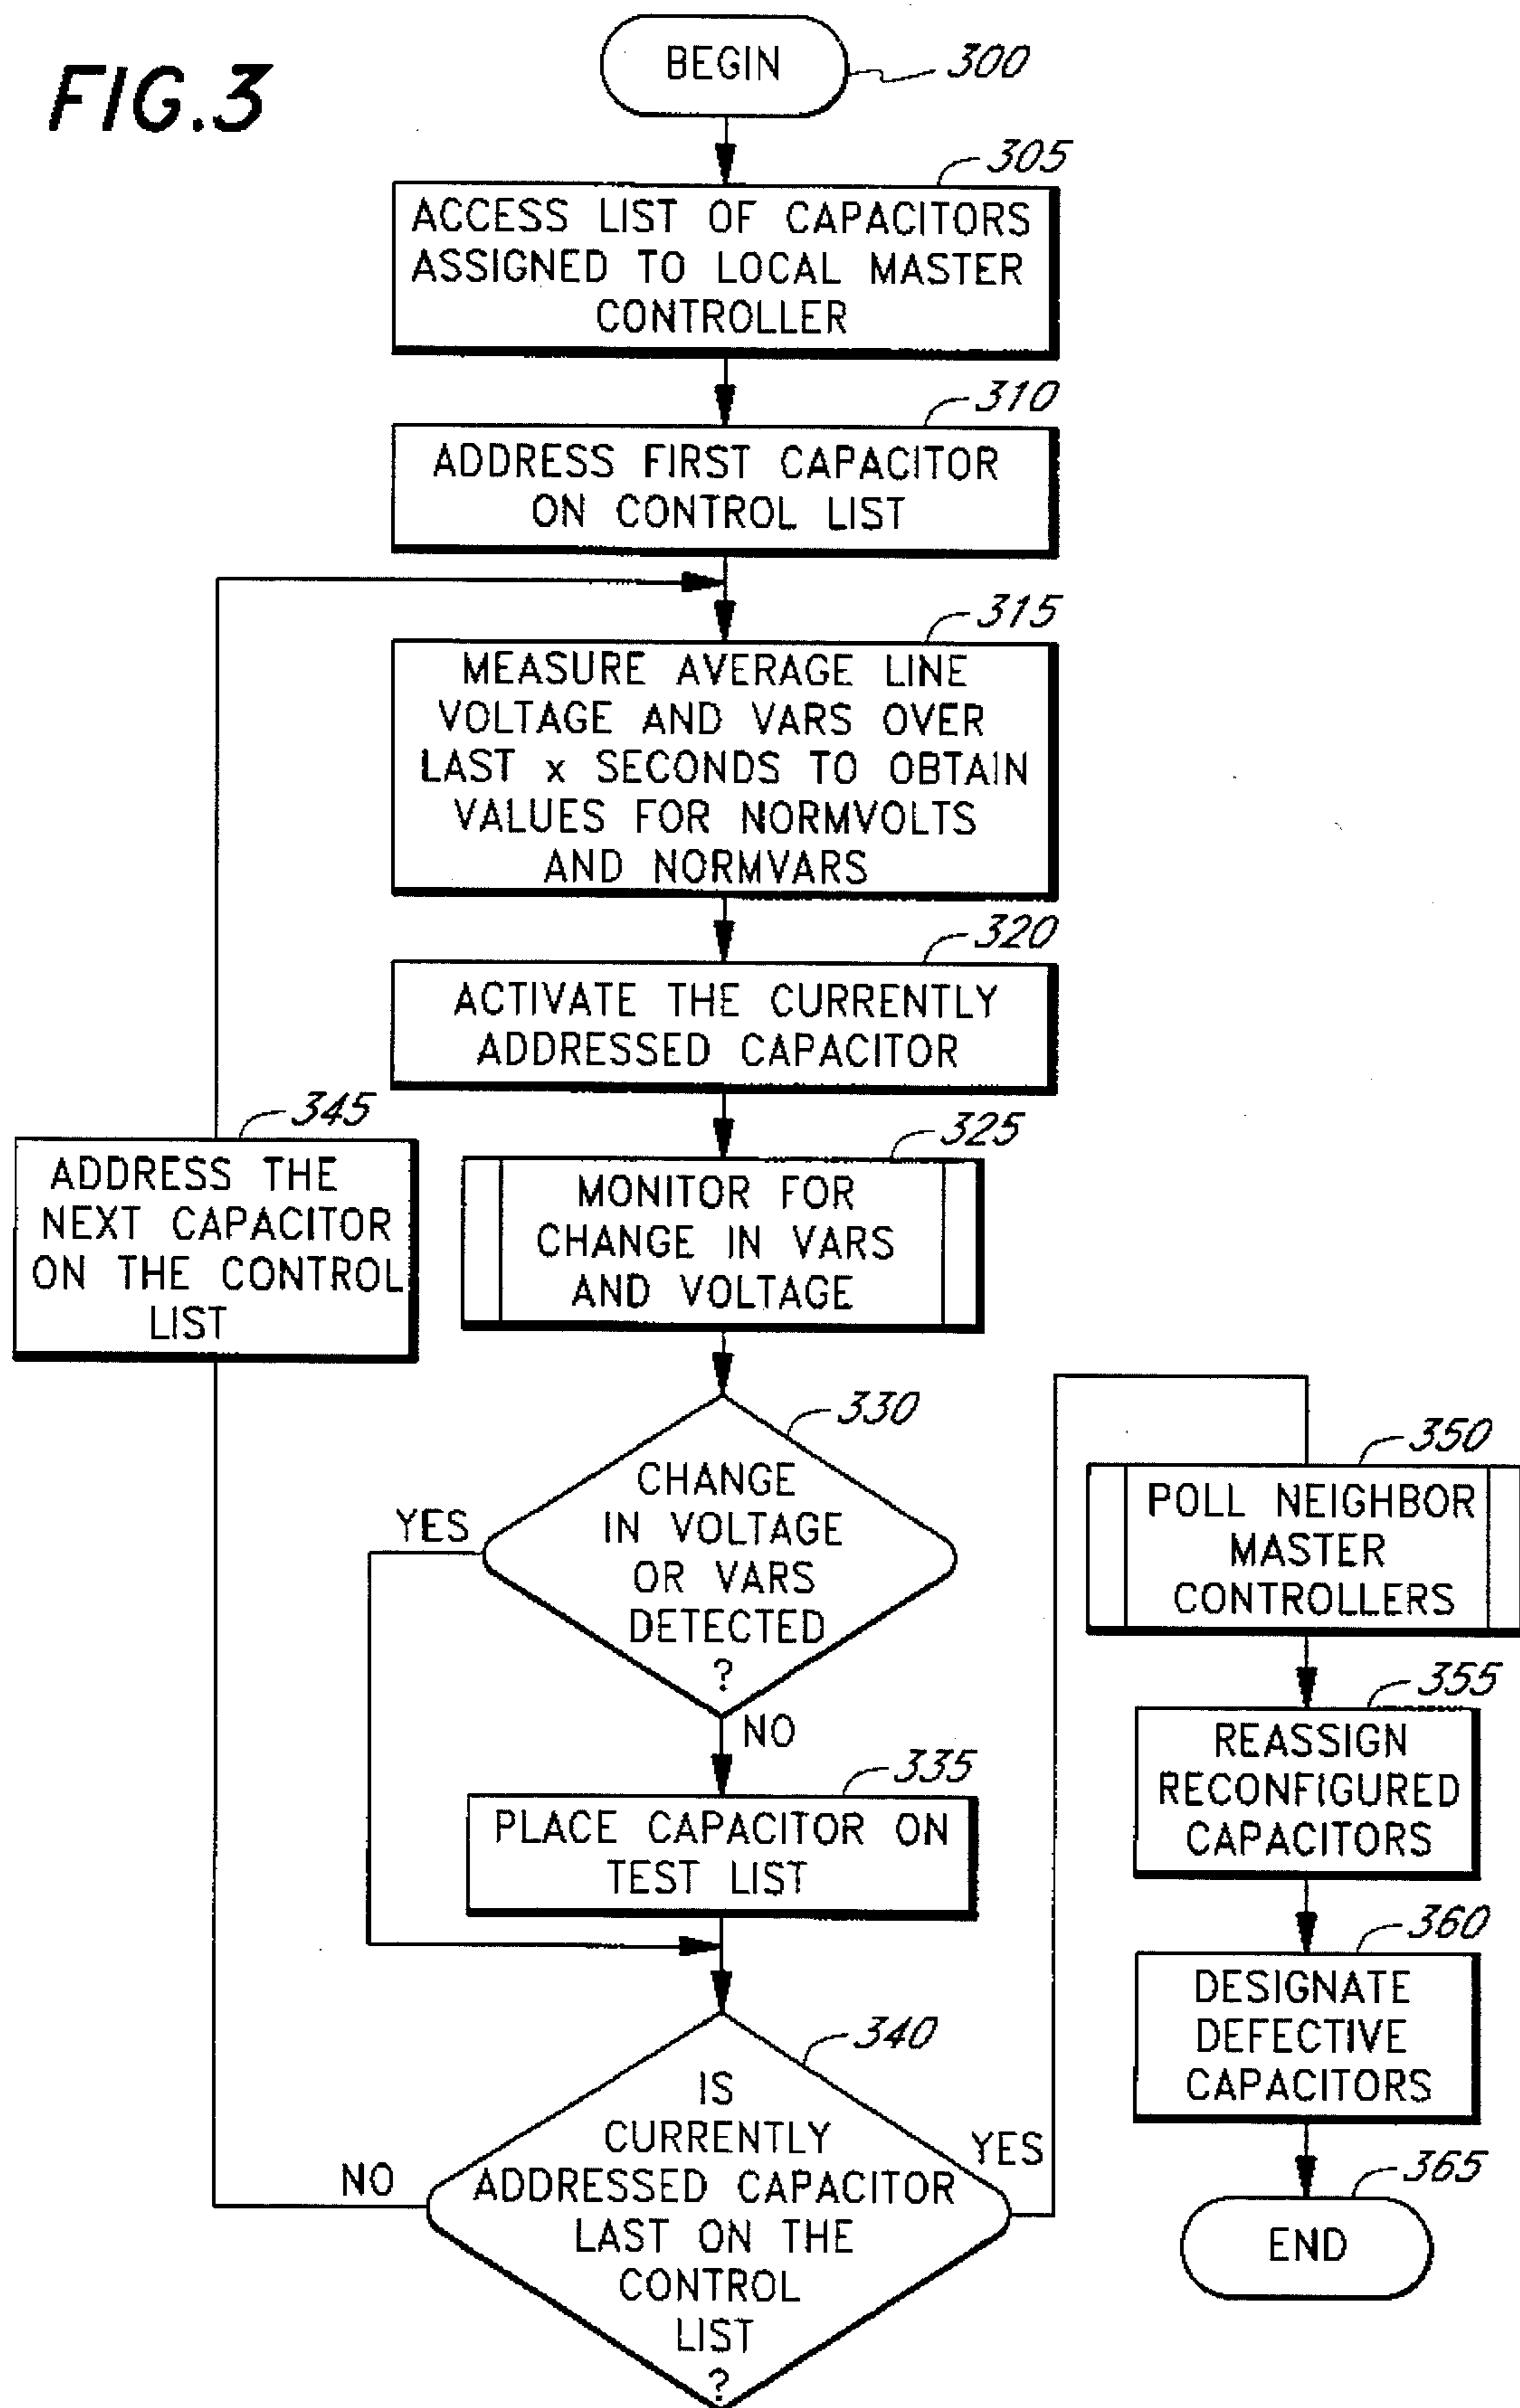 FIG.3
BEGIN
300
305
ACCESS LIST OF CAPACITORS
ASSIGNED TO LOCAL MASTER
CONTROLLER
310
ADDRESS FIRST CAPACITOR
ON CONTROL LIST
315
MEASURE AVERAGE LINE
VOLTAGE AND VARS OVER
LAST x SECONDS TO OBTAIN
VALUES FOR NORMVOLTS
AND NORMVARS
320
ACTIVATE THE CURRENTLY
ADDRESSED CAPACITOR
345
ADDRESS THE
NEXT CAPACITOR
ON THE CONTROL
LIST
325
MONITOR FOR
CHANGE IN VARS
AND VOLTAGE
330
CHANGE
IN VOLTAGE
OR VARS
DETECTED
?
YES
NO
335
PLACE CAPACITOR ON
TEST LIST
340
IS
CURRENTLY
ADDRESSED CAPACITOR
LAST ON THE
CONTROL
LIST
?
NO
YES
350
POLL NEIGHBOR
MASTER
CONTROLLERS
355
REASSIGN
RECONFIGURED
CAPACITORS
360
DESIGNATE
DEFECTIVE
CAPACITORS
365
END